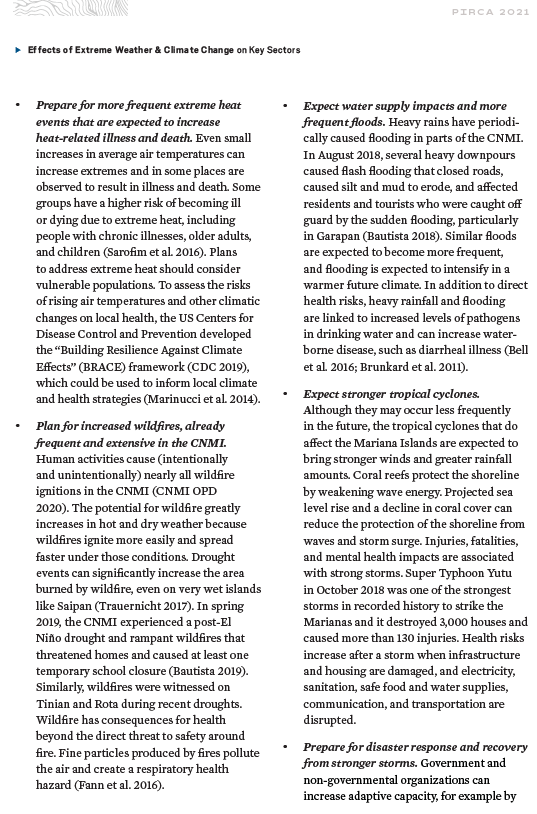 PIRCA 2021
► Effects of Extreme Weather & Climate Change on Key Sectors
• Prepare for more frequent extreme heat
events that are expected to increase
heat-related illness and death. Even small
increases in average air temperatures can
increase extremes and in some places are
observed to result in illness and death. Some
groups have a higher risk of becoming ill
or dying due to extreme heat, including
people with chronic illnesses, older adults,
and children (Sarofim et al. 2016). Plans
to address extreme heat should consider
vulnerable populations. To assess the risks
of rising air temperatures and other climatic
changes on local health, the US Centers for
Disease Control and Prevention developed
the “Building Resilience Against Climate
Effects” (BRACE) framework (CDC 2019),
which could be used to inform local climate
and health strategies (Marinucci et al. 2014).
• Plan for increased wildfires, already
frequent and extensive in the CNMI.
Human activities cause (intentionally
and unintentionally) nearly all wildfire
ignitions in the CNMI (CNMI OPD
2020). The potential for wildfire greatly
increases in hot and dry weather because
wildfires ignite more easily and spread
faster under those conditions. Drought
events can significantly increase the area
burned by wildfire, even on very wet islands
like Saipan (Trauernicht 2017). In spring
2019, the CNMI experienced a post-El
Niño drought and rampant wildfires that
threatened homes and caused at least one
temporary school closure (Bautista 2019).
Similarly, wildfires were witnessed on
Tinian and Rota during recent droughts.
Wildfire has consequences for health
beyond the direct threat to safety around
fire. Fine particles produced by fires pollute
the air and create a respiratory health
hazard (Fann et al. 2016).
• Expect water supply impacts and more
frequent floods. Heavy rains have periodi-
cally caused flooding in parts of the CNMI.
In August 2018, several heavy downpours
caused flash flooding that closed roads,
caused silt and mud to erode, and affected
residents and tourists who were caught off
guard by the sudden flooding, particularly
in Garapan (Bautista 2018). Similar floods
are expected to become more frequent,
and flooding is expected to intensify in a
warmer future climate. In addition to direct
health risks, heavy rainfall and flooding
are linked to increased levels of pathogens
in drinking water and can increase water-
borne disease, such as diarrheal illness (Bell
et al. 2016; Brunkard et al. 2011).
• Expect stronger tropical cyclones.
Although they may occur less frequently
in the future, the tropical cyclones that do
affect the Mariana Islands are expected to
bring stronger winds and greater rainfall
amounts. Coral reefs protect the shoreline
by weakening wave energy. Projected sea
level rise and a decline in coral cover can
reduce the protection of the shoreline from
waves and storm surge. Injuries, fatalities,
and mental health impacts are associated
with strong storms. Super Typhoon Yutu
in October 2018 was one of the strongest
storms in recorded history to strike the
Marianas and it destroyed 3,000 houses and
caused more than 130 injuries. Health risks
increase after a storm when infrastructure
and housing are damaged, and electricity,
sanitation, safe food and water supplies,
communication, and transportation are
disrupted.
• Prepare for disaster response and recovery
from stronger storms. Government and
non-governmental organizations can
increase adaptive capacity, for example by